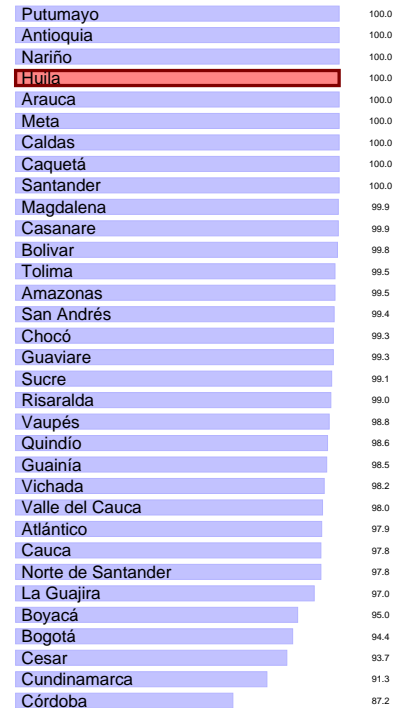 Putumayo 100.0
Antioquia 100.0
Nariño 100.0
Huila 100.0
Arauca 100.0
Meta 100.0
Caldas 100.0
Caquetá 100.0
Santander 100.0
Magdalena 99.9
Casanare 99.9
Bolivar 99.8
Tolima 99.5
Amazonas 99.5
San Andrés 99.4
Chocó 99.3
Guaviare 99.3
Sucre 99.1
Risaralda 99.0
Vaupés 98.8
Quindío 98.6
Guainía 98.5
Vichada 98.2
Valle del Cauca 98.0
Atlántico 97.9
Cauca 97.8
Norte de Santander 97.8
La Guajira 97.0
Boyacá 95.0
Bogotá 94.4
Cesar 93.7
Cundinamarca 91.3
Córdoba 87.2